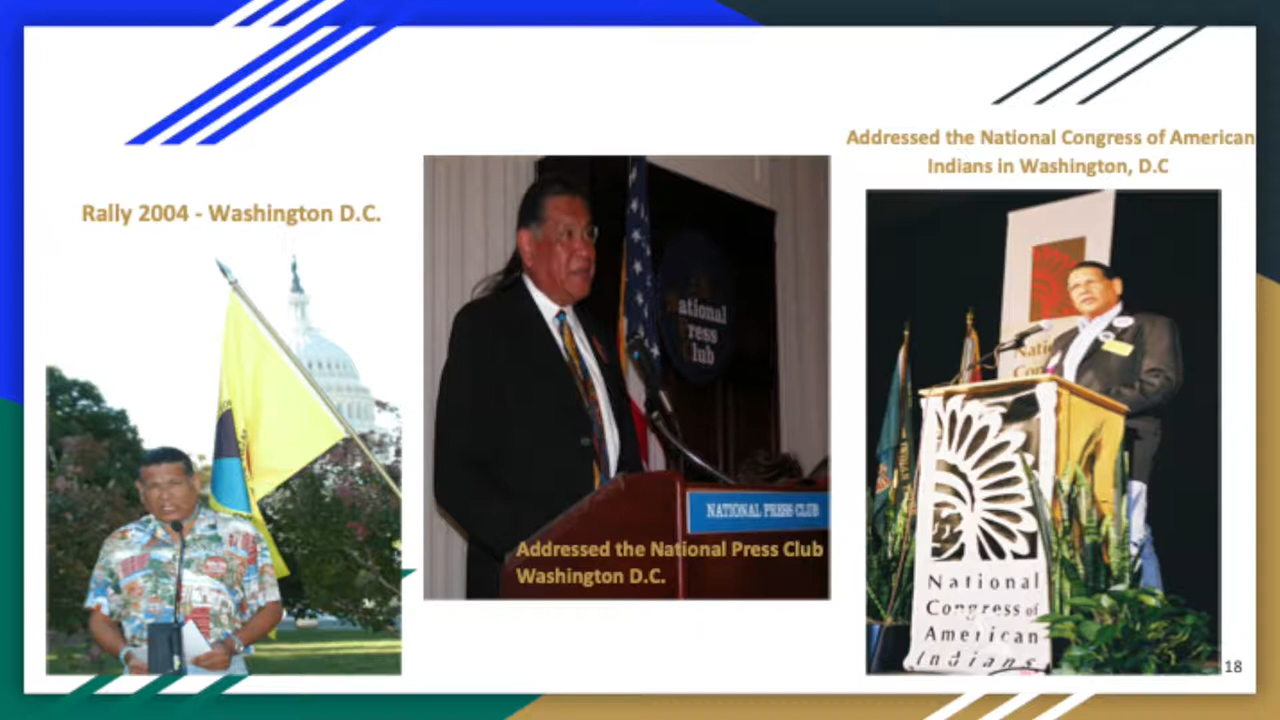 Rally 2004 - Washington D.C.
National
Press
Club
NATIONAL PRESS CLUB
Addressed the National Press Club
Washington D.C.
Addressed the National Congress of American
Indians in Washington, D.C
National
Congress of
American
Indians
18